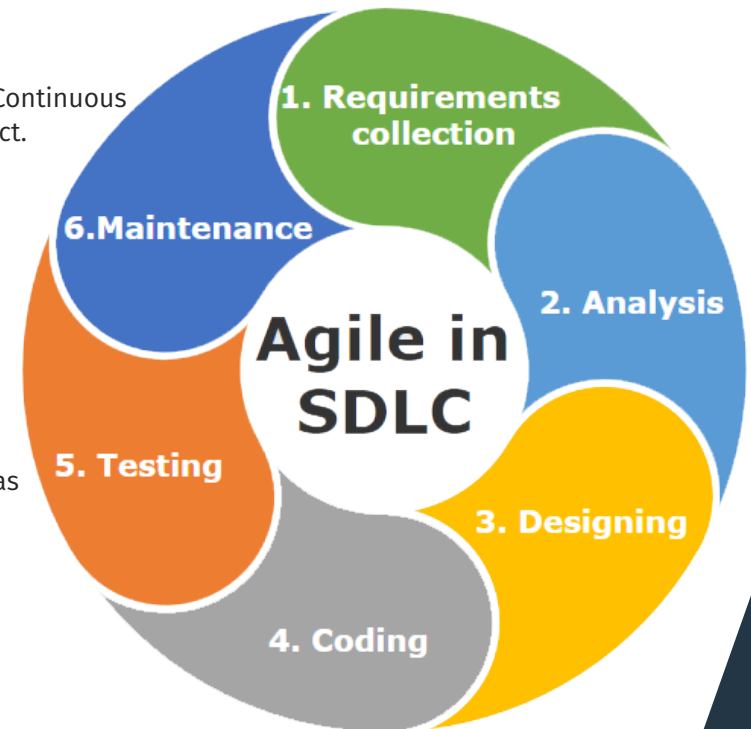 Continuous
ct.
1. Requirements
collection
2. Analysis
3. Designing
4. Coding
5. Testing
6.Maintenance
Agile in
SDLC
as